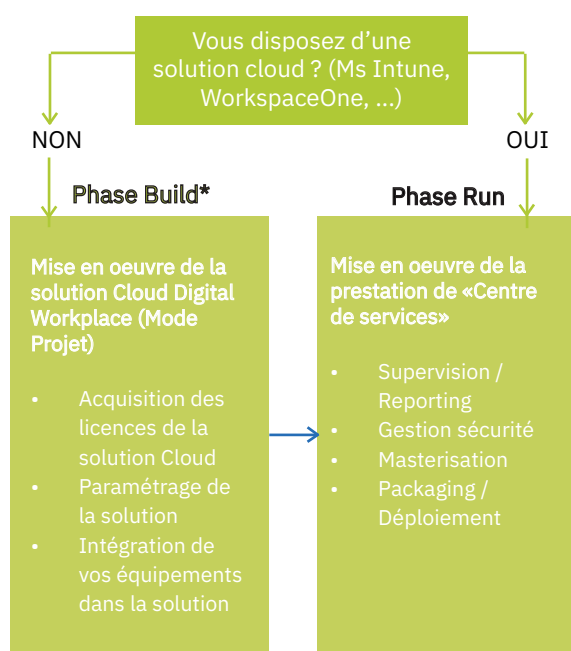 Vous disposez d’une
solution cloud ? (Ms Intune,
WorkspaceOne, ...)
NON
OUI
Phase Build*
Mise en oeuvre de la
solution Cloud Digital
Workplace (Mode
Projet)
• Acquisition des
licences de la
solution Cloud
• Paramétrage de
la solution
• Intégration de
vos équipements
dans la solution
Phase Run
Mise en oeuvre de la
prestation de «Centre
de services»
• Supervision /
Reporting
• Gestion sécurité
• Masterisation
• Packaging /
Déploiement